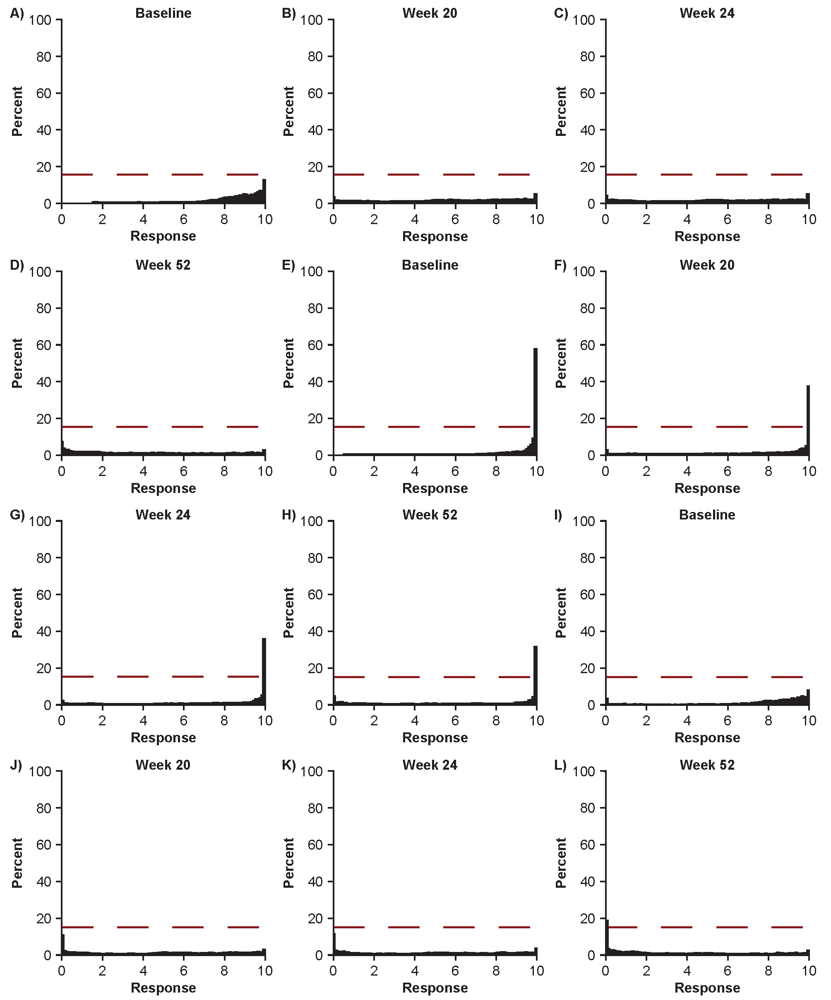 A) Baseline
100
80
60
40
20
0
Percent
0 2 4 6 8 10
Response
B) Week 20
100
80
60
40
20
0
Percent
0 2 4 6 8 10
Response
C) Week 24
100
80
60
40
20
0
Percent
0 2 4 6 8 10
Response
D) Week 52
100
80
60
40
20
0
Percent
0 2 4 6 8 10
Response
E) Baseline
100
80
60
40
20
0
Percent
0 2 4 6 8 10
Response
F) Week 20
100
80
60
40
20
0
Percent
0 2 4 6 8 10
Response
G) Week 24
100
80
60
40
20
0
Percent
0 2 4 6 8 10
Response
H) Week 52
100
80
60
40
20
0
Percent
0 2 4 6 8 10
Response
I) Baseline
100
80
60
40
20
0
Percent
0 2 4 6 8 10
Response
J) Week 20
100
80
60
40
20
0
Percent
0 2 4 6 8 10
Response
K) Week 24
100
80
60
40
20
0
Percent
0 2 4 6 8 10
Response
L) Week 52
100
80
60
40
20
0
Percent
0 2 4 6 8 10
Response